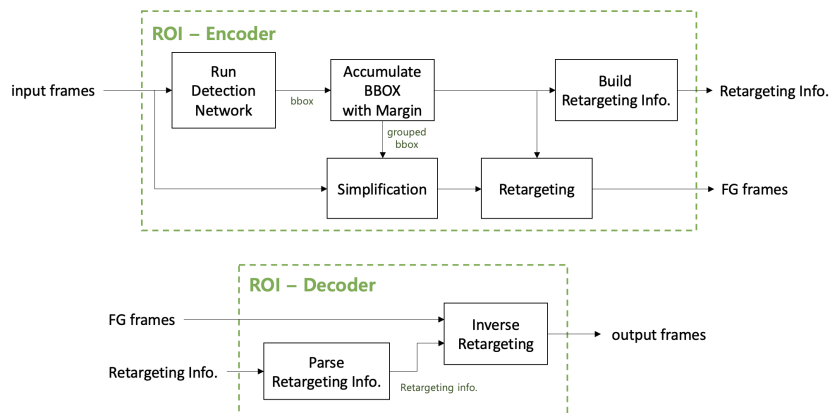 ROI – Encoder
input frames
Run
Detection
Network
bbox
Accumulate
BBOX
with Margin
Build
Retargeting Info.
Retargeting Info.
grouped
bbox
Simplification
Retargeting
FG frames
ROI – Decoder
FG frames
Inverse
Retargeting
output frames
Retargeting Info.
Parse
Retargeting Info.
Retargeting info.